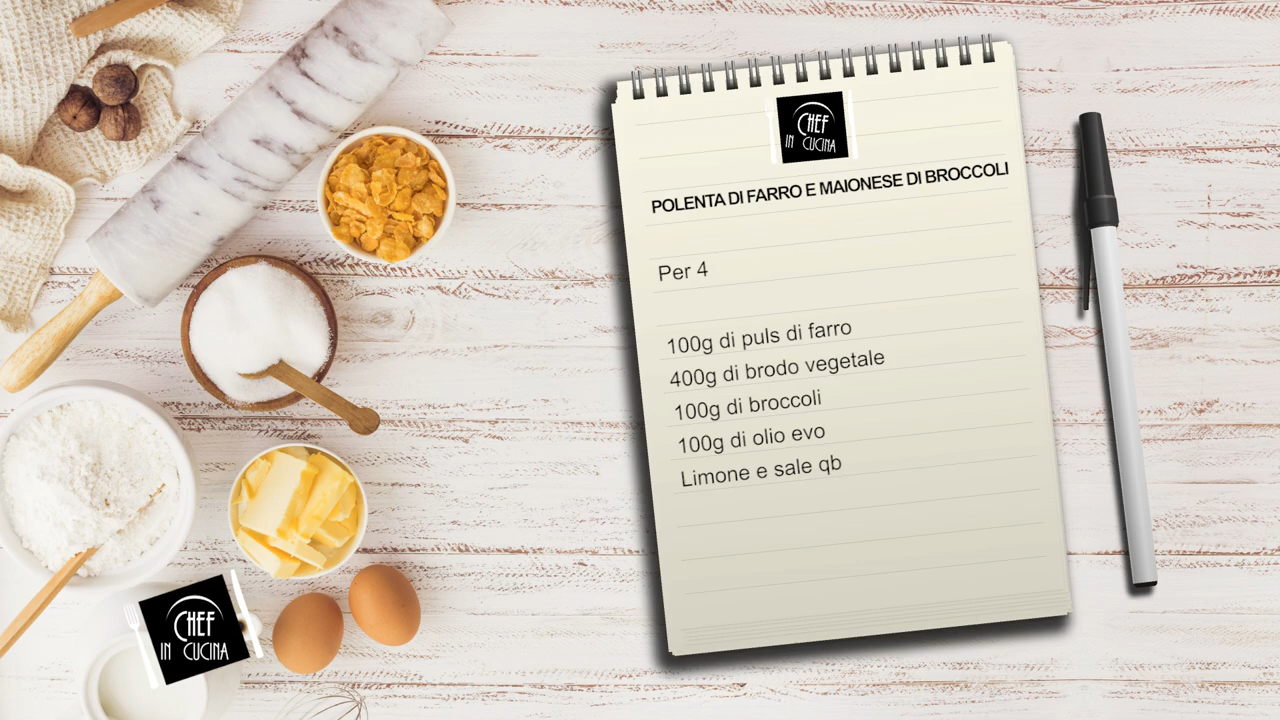 CHEF
IN CUCINA
POLENTA DI FARRO E MAIONESE DI BROCCOLI
Per 4
100g di puls di farro
400g di brodo vegetale
100g di broccoli
100g di olio evo
Limone e sale qb
CHEF
IN CUCINA